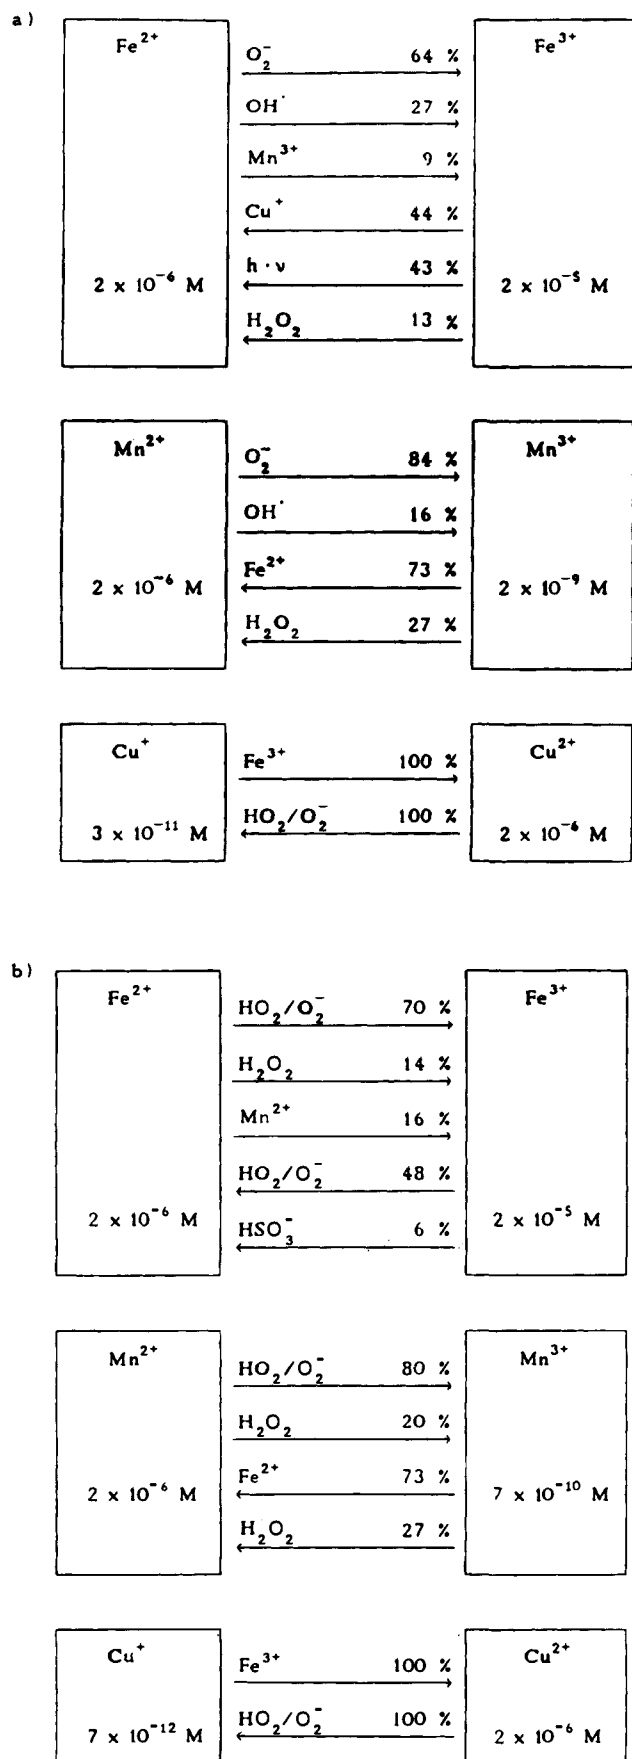 a)
Fe²⁺
Fe³⁺
O₂⁻ 64 %
OH˙ 27 %
Mn³⁺ 9 %
Cu⁺ 44 %
h · ν 43 %
2 x 10⁻⁶ M
2 x 10⁻⁵ M
H₂O₂ 13 %
Mn²⁺
Mn³⁺
O₂⁻ 84 %
OH˙ 16 %
Fe²⁺ 73 %
2 x 10⁻⁶ M
2 x 10⁻⁹ M
H₂O₂ 27 %
Cu⁺
Cu²⁺
Fe³⁺ 100 %
HO₂/O₂⁻ 100 %
3 x 10⁻¹¹ M
2 x 10⁻⁶ M
b)
Fe²⁺
Fe³⁺
HO₂/O₂⁻ 70 %
H₂O₂ 14 %
Mn²⁺ 16 %
HO₂/O₂⁻ 48 %
2 x 10⁻⁶ M
2 x 10⁻⁵ M
HSO₃⁻ 6 %
Mn²⁺
Mn³⁺
HO₂/O₂⁻ 80 %
H₂O₂ 20 %
Fe²⁺ 73 %
2 x 10⁻⁶ M
7 x 10⁻¹⁰ M
H₂O₂ 27 %
Cu⁺
Cu²⁺
Fe³⁺ 100 %
HO₂/O₂⁻ 100 %
7 x 10⁻¹² M
2 x 10⁻⁶ M